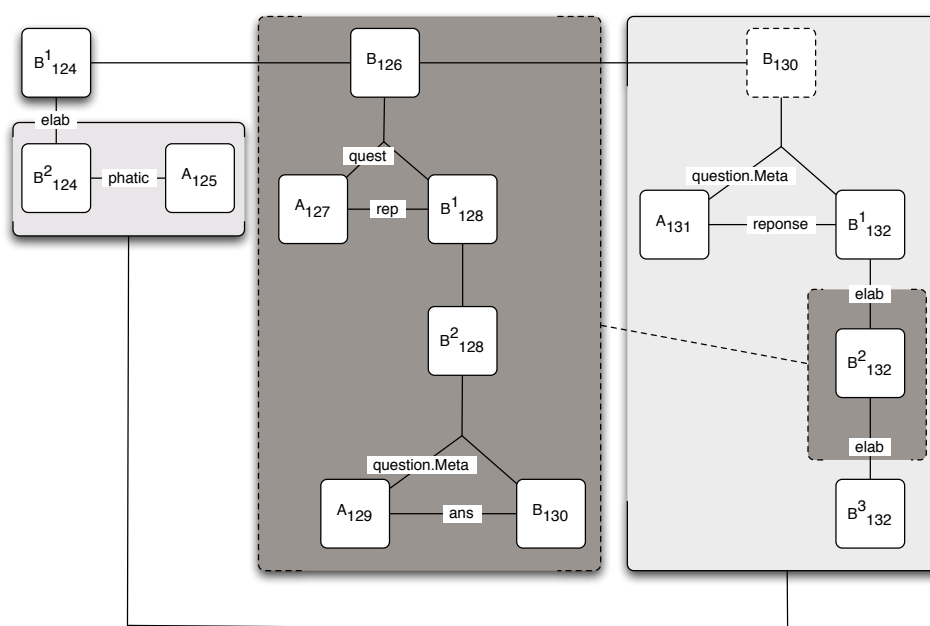 B¹₁₂₄
elab
B²₁₂₄
phatic
A₁₂₅
B₁₂₆
quest
A₁₂₇
rep
B¹₁₂₈
B²₁₂₈
question.Meta
A₁₂₉
ans
B₁₃₀
B₁₃₀
question.Meta
A₁₃₁
reponse
B¹₁₃₂
elab
B²₁₃₂
elab
B³₁₃₂